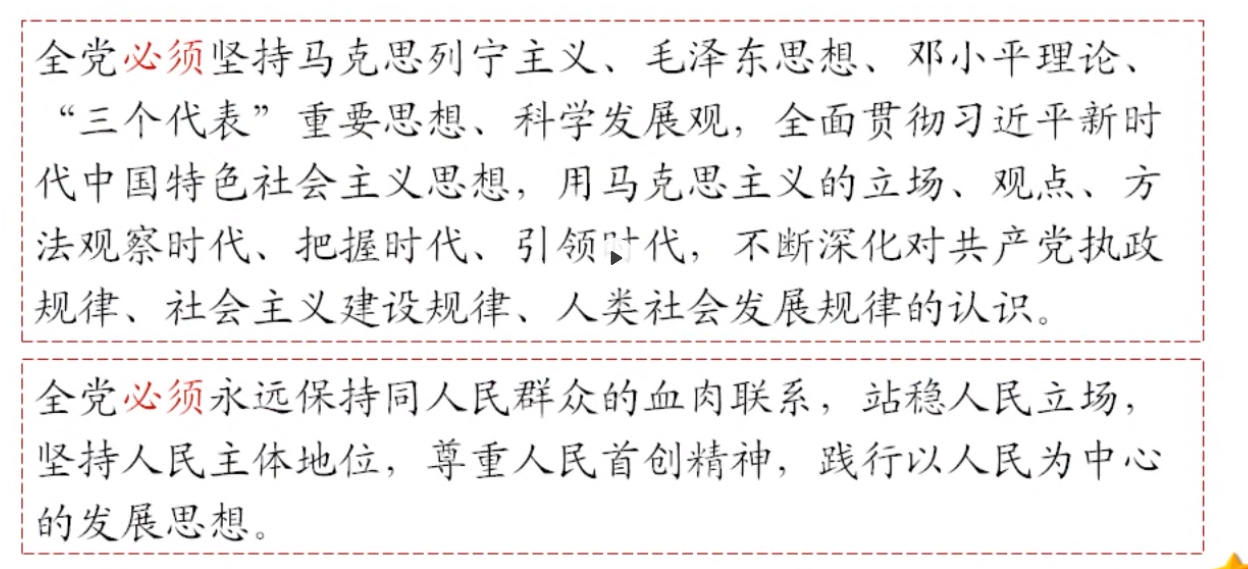 全党必须坚持马克思列宁主义、毛泽东思想、邓小平理论、
“三个代表”重要思想、科学发展观，全面贯彻习近平新时
代中国特色社会主义思想，用马克思主义的立场、观点、方
法观察时代、把握时代、引领时代，不断深化对共产党执政
规律、社会主义建设规律、人类社会发展规律的认识。
全党必须永远保持同人民群众的血肉联系，站稳人民立场，
坚持人民主体地位，尊重人民首创精神，践行以人民为中心
的发展思想。